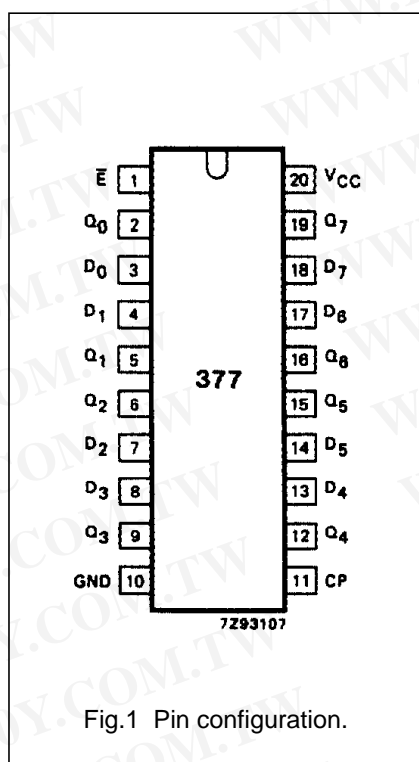 E̅ 1 20 VCC
Q0 2 19 Q7
D0 3 18 D7
D1 4 17 D6
Q1 5 16 Q6
377
Q2 6 15 Q5
D2 7 14 D5
D3 8 13 D4
Q3 9 12 Q4
GND 10 11 CP
7Z93107
Fig.1 Pin configuration.